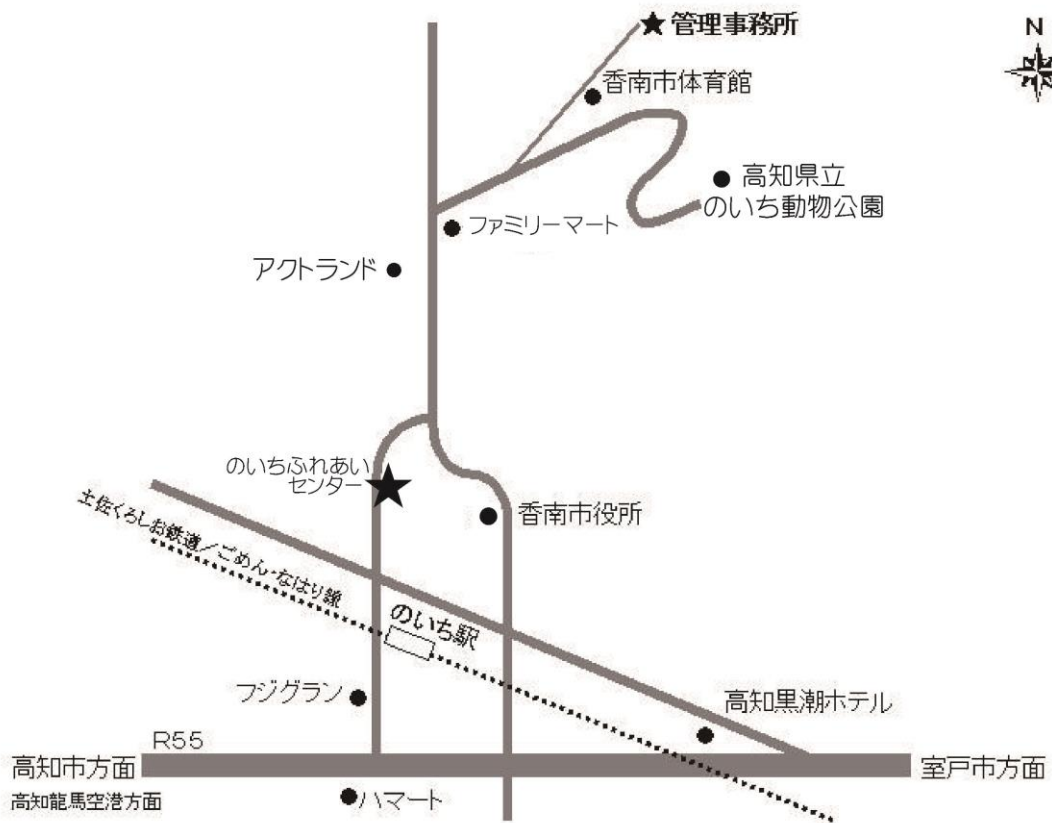 ★管理事務所
N
香南市体育館
高知県立
のいち動物公園
ファミリーマート
アクトランド
のいちふれあい
センター
香南市役所
土佐くろしお鉄道／ごめん・なはり線
のいち駅
フジグラン
高知黒潮ホテル
R55
高知市方面
室戸市方面
高知龍馬空港方面
ハマート